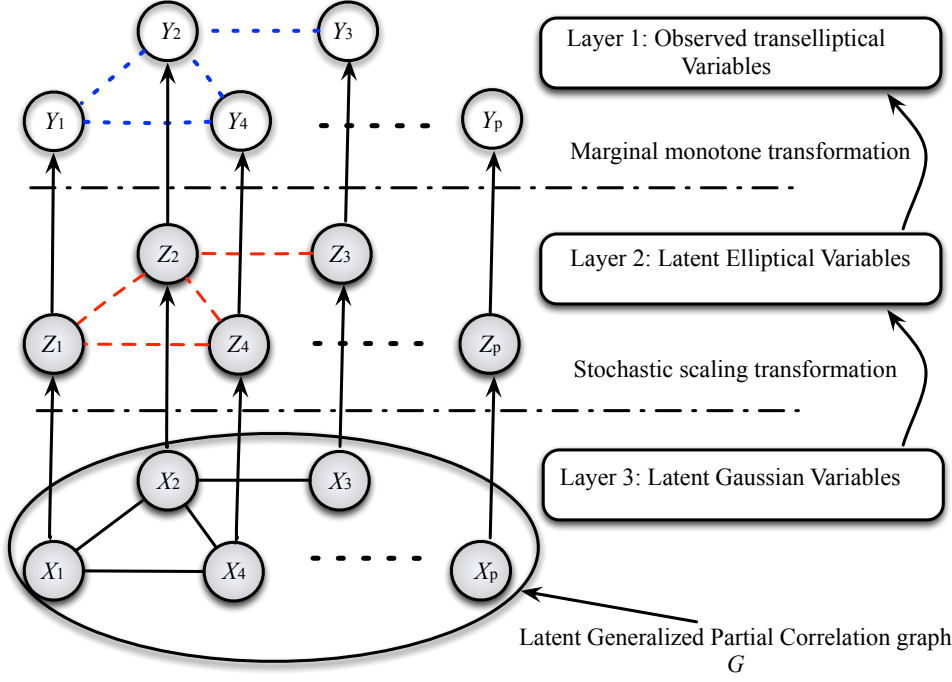 Y2
Y3
Layer 1: Observed transelliptical
Variables
Y1
Y4
Yp
Marginal monotone transformation
Z2
Z3
Layer 2: Latent Elliptical Variables
Z1
Z4
Zp
Stochastic scaling transformation
X2
X3
Layer 3: Latent Gaussian Variables
X1
X4
Xp
Latent Generalized Partial Correlation graph
G